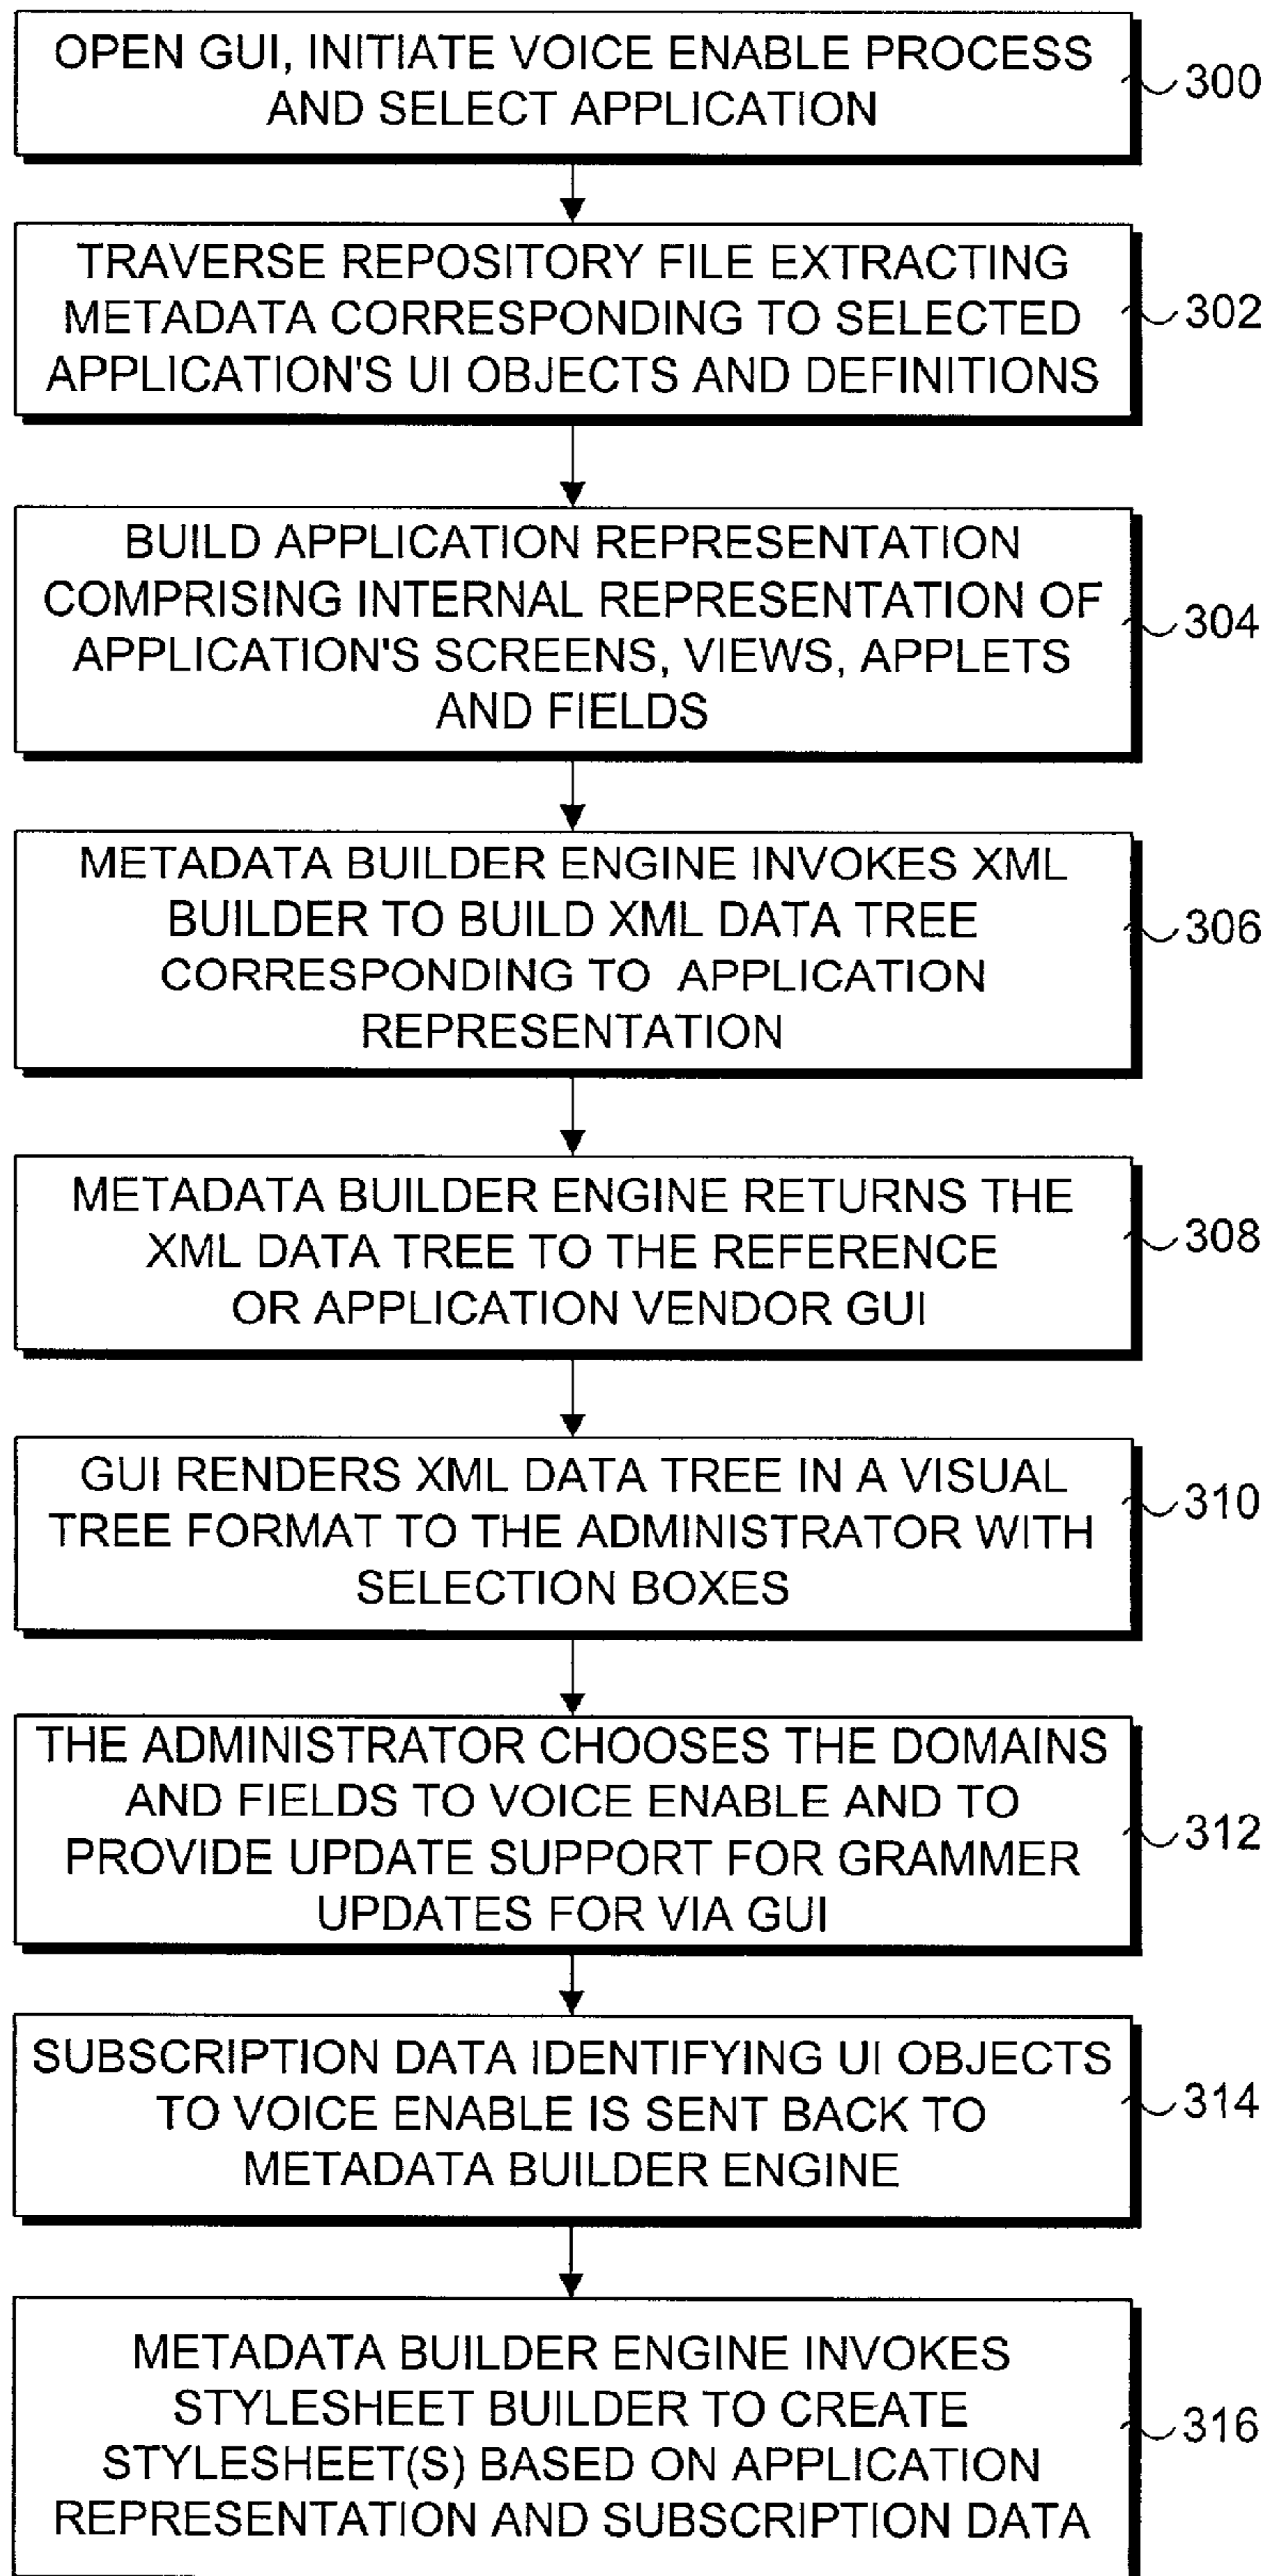 OPEN GUI, INITIATE VOICE ENABLE PROCESS
AND SELECT APPLICATION
300
TRAVERSE REPOSITORY FILE EXTRACTING
METADATA CORRESPONDING TO SELECTED
APPLICATION'S UI OBJECTS AND DEFINITIONS
302
BUILD APPLICATION REPRESENTATION
COMPRISING INTERNAL REPRESENTATION OF
APPLICATION'S SCREENS, VIEWS, APPLETS
AND FIELDS
304
METADATA BUILDER ENGINE INVOKES XML
BUILDER TO BUILD XML DATA TREE
CORRESPONDING TO APPLICATION
REPRESENTATION
306
METADATA BUILDER ENGINE RETURNS THE
XML DATA TREE TO THE REFERENCE
OR APPLICATION VENDOR GUI
308
GUI RENDERS XML DATA TREE IN A VISUAL
TREE FORMAT TO THE ADMINISTRATOR WITH
SELECTION BOXES
310
THE ADMINISTRATOR CHOOSES THE DOMAINS
AND FIELDS TO VOICE ENABLE AND TO
PROVIDE UPDATE SUPPORT FOR GRAMMER
UPDATES FOR VIA GUI
312
SUBSCRIPTION DATA IDENTIFYING UI OBJECTS
TO VOICE ENABLE IS SENT BACK TO
METADATA BUILDER ENGINE
314
METADATA BUILDER ENGINE INVOKES
STYLESHEET BUILDER TO CREATE
STYLESHEET(S) BASED ON APPLICATION
REPRESENTATION AND SUBSCRIPTION DATA
316